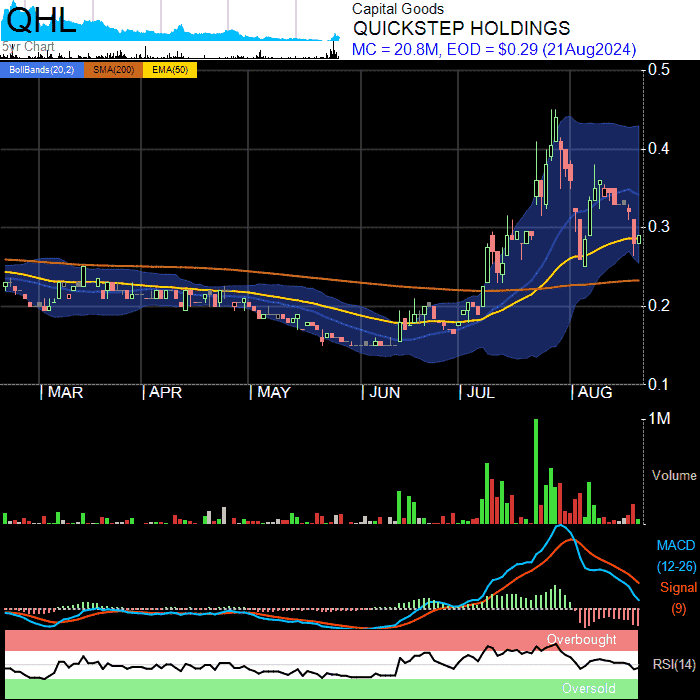 QHL
5yr Chart
Capital Goods
QUICKSTEP HOLDINGS
MC = 20.8M, EOD = $0.29 (21Aug2024)
BollBands(20,2) SMA(200) EMA(50)
0.5
0.4
0.3
0.2
0.1
MAR APR MAY JUN JUL AUG
1M
Volume
MACD
(12-26)
Signal
(9)
Overbought
RSI(14)
Oversold